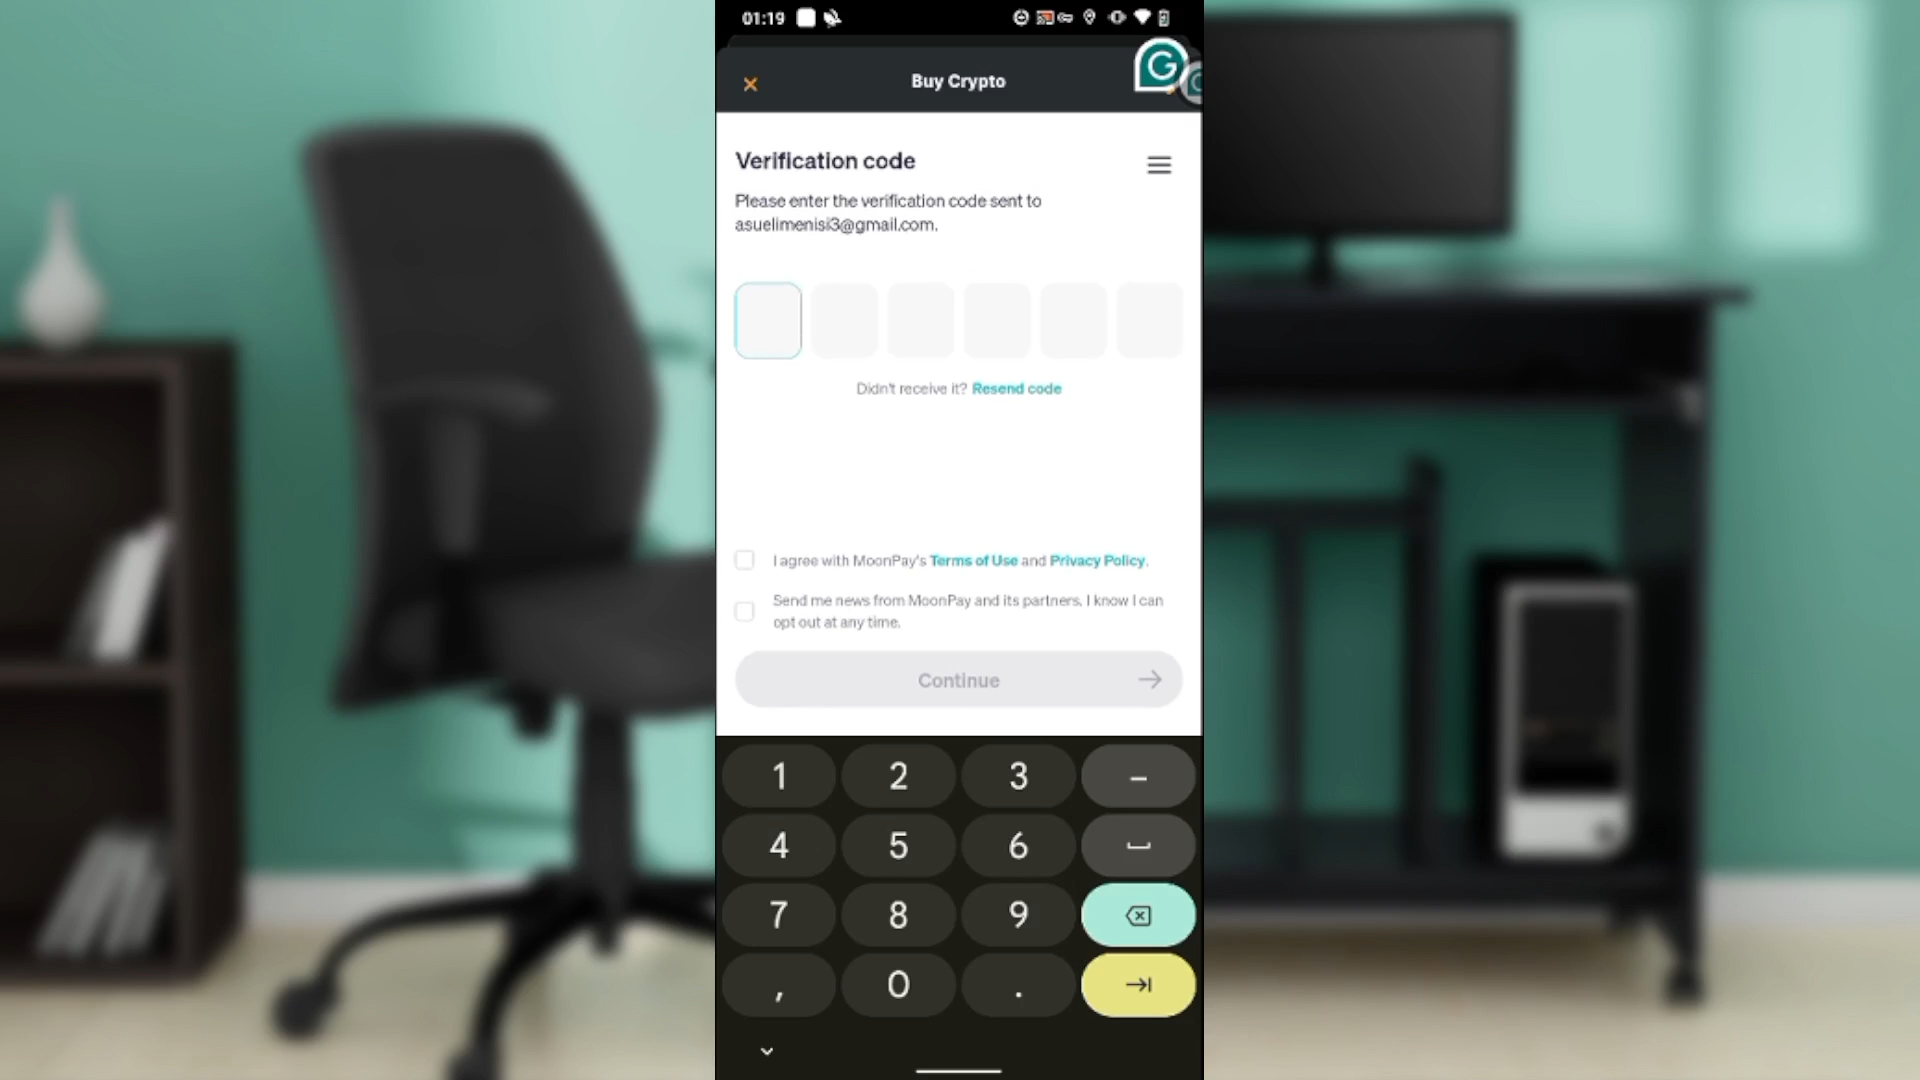 01:19
Buy Crypto
Verification code
Please enter the verification code sent to
asuelimenisi3@gmail.com.
Didn't receive it? Resend code
I agree with MoonPay's Terms of Use and Privacy Policy.
Send me news from MoonPay and its partners. I know I can
opt out at any time.
Continue
1 2 3 –
4 5 6
7 8 9
, 0 .